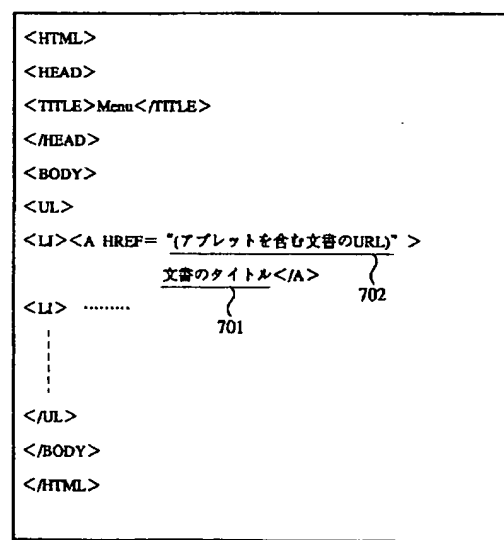 <HTML>
<HEAD>
<TITLE>Menu</TITLE>
</HEAD>
<BODY>
<UL>
<LI><A HREF= "(アプレットを含む文書のURL)" >
文書のタイトル</A>
702
<LI> ………
701
</UL>
</BODY>
</HTML>